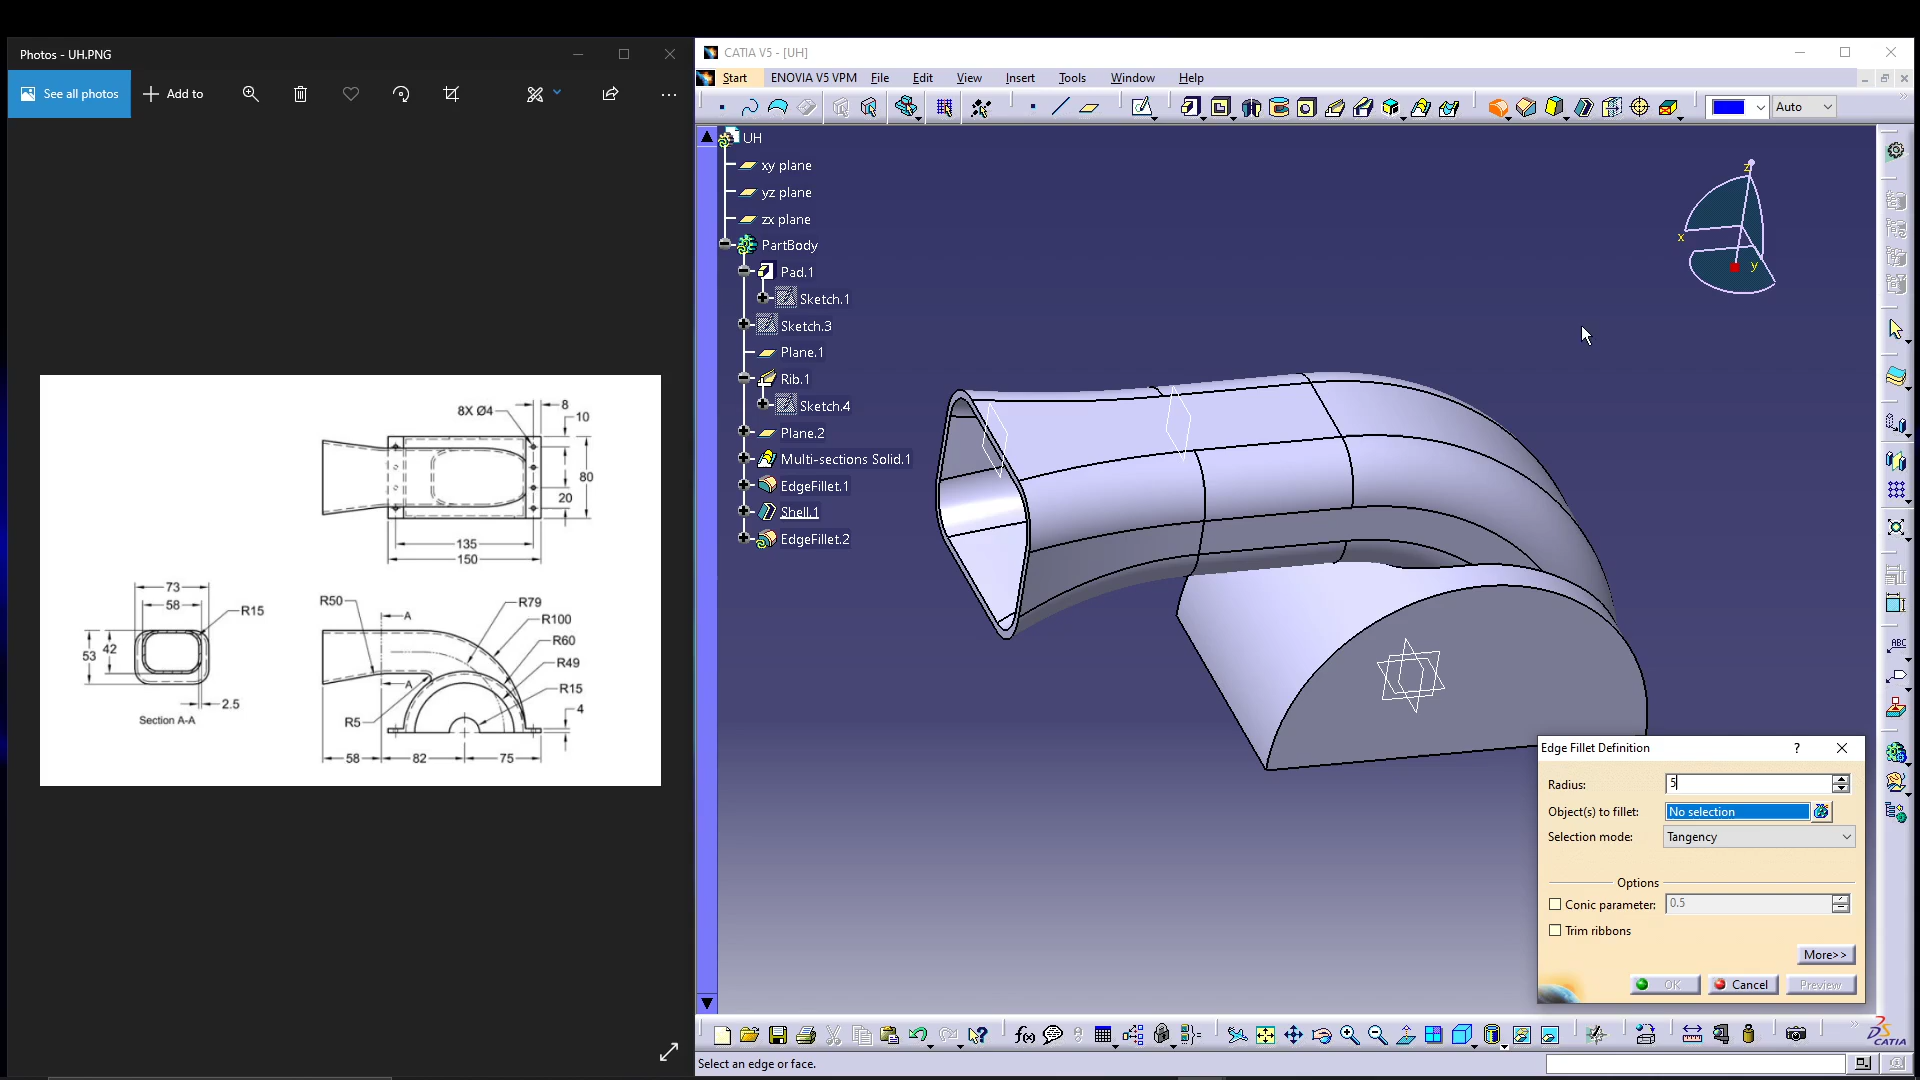 Photos - UH.PNG
See all photos
Add to
8X Ø4
8
10
80
20
135
150
73
58
R15
53
42
2.5
Section A-A
R50
A
R79
R100
R60
R49
R15
4
A
R5
58
82
75
CATIA V5 - [UH]
Start ENOVIA V5 VPM File Edit View Insert Tools Window Help
Auto
UH
xy plane
yz plane
zx plane
PartBody
Pad.1
Sketch.1
Sketch.3
Plane.1
Rib.1
Sketch.4
Plane.2
Multi-sections Solid.1
EdgeFillet.1
Shell.1
EdgeFillet.2
z
x
y
ABC
Edge Fillet Definition ?
Radius: 5
Object(s) to fillet: No selection
Selection mode: Tangency
Options
Conic parameter: 0.5
Trim ribbons
More>>
OK Cancel Preview
f(x)
CATIA
Select an edge or face.